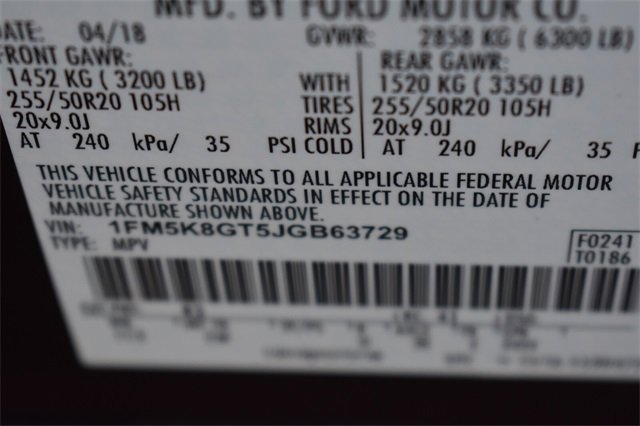 MFD. BY FORD MOTOR CO.
DATE: 04/18 GVWR: 2858 KG ( 6300 LB)
FRONT GAWR: REAR GAWR:
1452 KG ( 3200 LB) WITH 1520 KG ( 3350 LB)
255/50R20 105H TIRES 255/50R20 105H
20x9.0J RIMS 20x9.0J
AT 240 kPa/ 35 PSI COLD AT 240 kPa/ 35 P
THIS VEHICLE CONFORMS TO ALL APPLICABLE FEDERAL MOTOR
VEHICLE SAFETY STANDARDS IN EFFECT ON THE DATE OF
MANUFACTURE SHOWN ABOVE.
VIN: 1FM5K8GT5JGB63729
TYPE: MPV
F0241
T0186